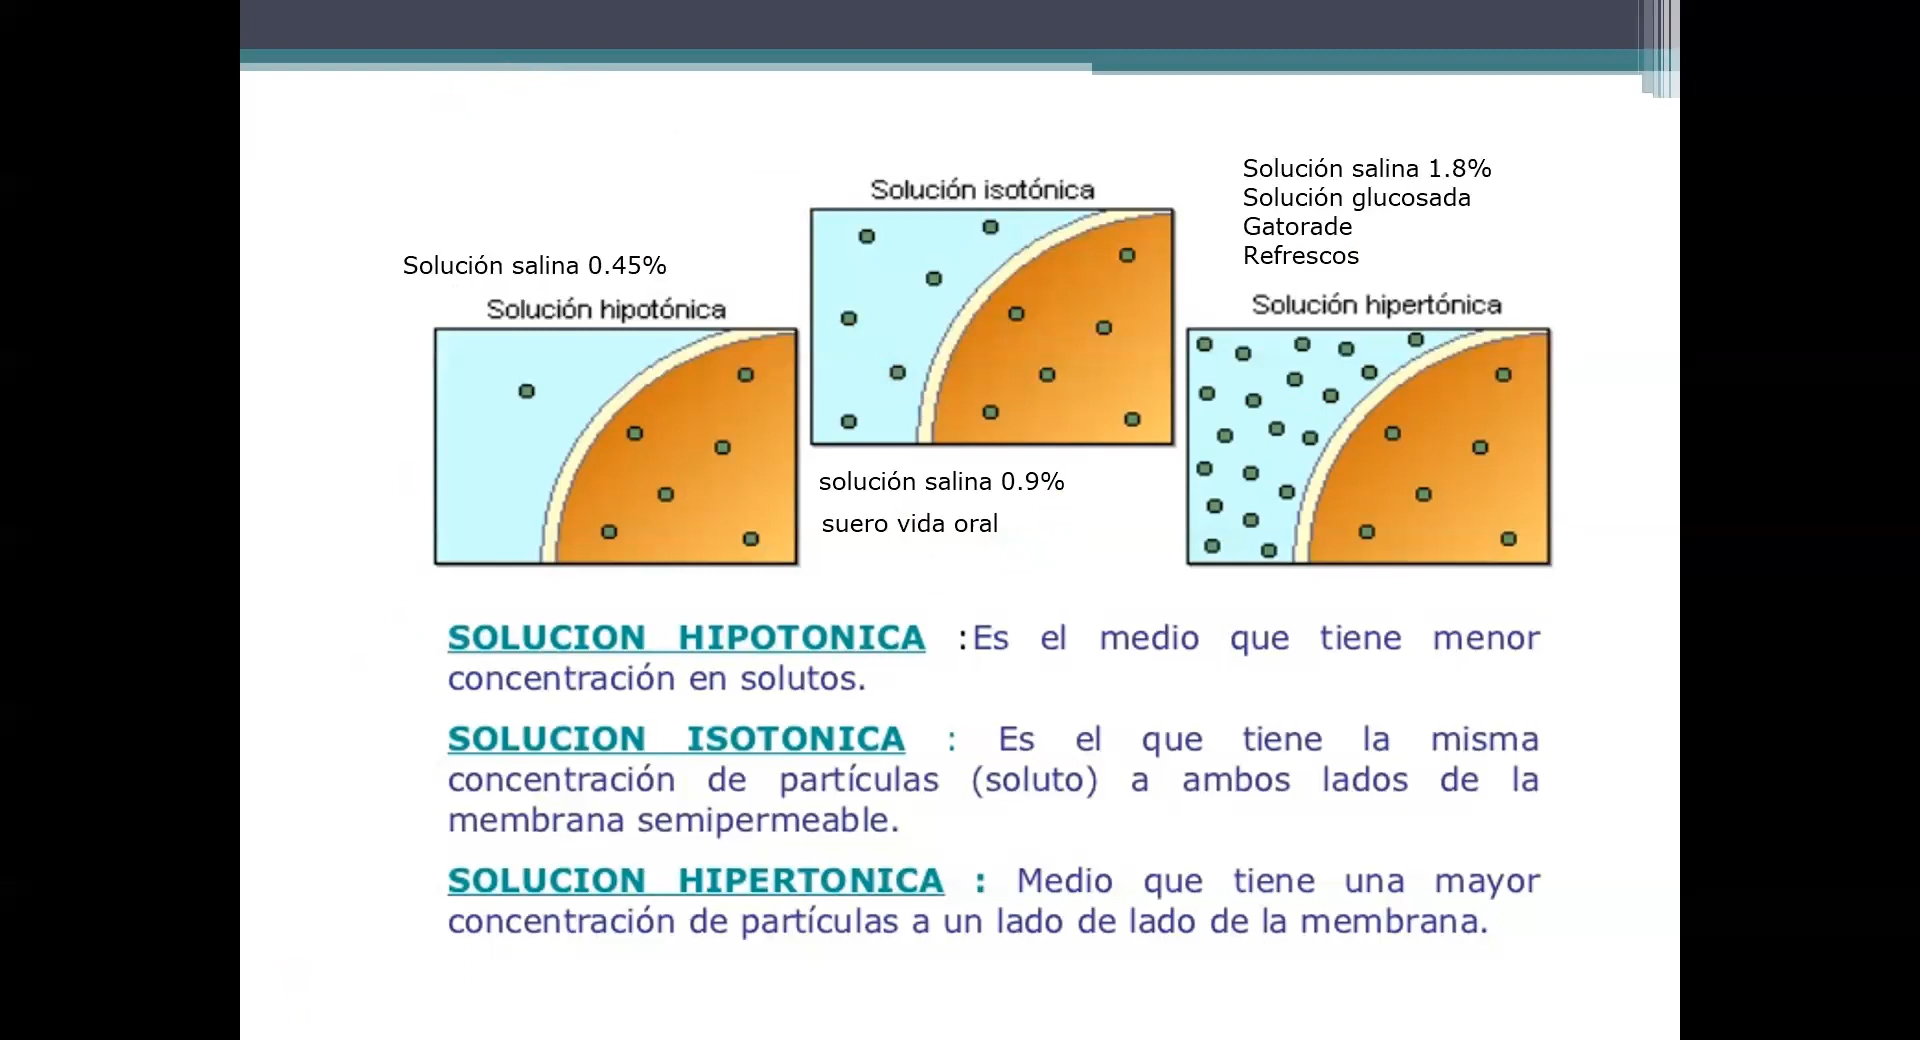 Solución salina 0.45%
Solución hipotónica
Solución isotónica
solución salina 0.9%
suero vida oral
Solución salina 1.8%
Solución glucosada
Gatorade
Refrescos
Solución hipertónica
SOLUCION HIPOTONICA :Es el medio que tiene menor
concentración en solutos.
SOLUCION ISOTONICA : Es el que tiene la misma
concentración de partículas (soluto) a ambos lados de la
membrana semipermeable.
SOLUCION HIPERTONICA : Medio que tiene una mayor
concentración de partículas a un lado de lado de la membrana.